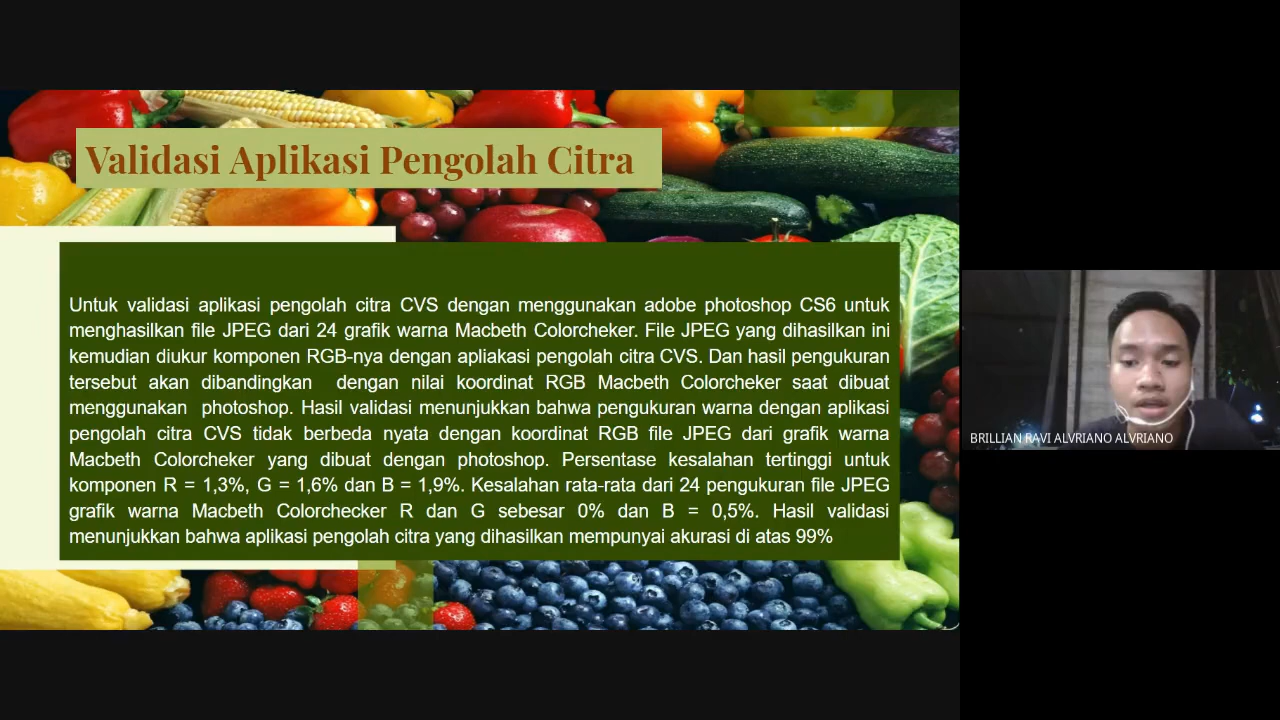 Validasi Aplikasi Pengolah Citra
Untuk validasi aplikasi pengolah citra CVS dengan menggunakan adobe photoshop CS6 untuk
menghasilkan file JPEG dari 24 grafik warna Macbeth Colorcheker. File JPEG yang dihasilkan ini
kemudian diukur komponen RGB-nya dengan apliakasi pengolah citra CVS. Dan hasil pengukuran
tersebut akan dibandingkan dengan nilai koordinat RGB Macbeth Colorcheker saat dibuat
menggunakan photoshop. Hasil validasi menunjukkan bahwa pengukuran warna dengan aplikasi
pengolah citra CVS tidak berbeda nyata dengan koordinat RGB file JPEG dari grafik warna
Macbeth Colorcheker yang dibuat dengan photoshop. Persentase kesalahan tertinggi untuk
komponen R = 1,3%, G = 1,6% dan B = 1,9%. Kesalahan rata-rata dari 24 pengukuran file JPEG
grafik warna Macbeth Colorchecker R dan G sebesar 0% dan B = 0,5%. Hasil validasi
menunjukkan bahwa aplikasi pengolah citra yang dihasilkan mempunyai akurasi di atas 99%
BRILLIAN RAVI ALVRIANO ALVRIANO